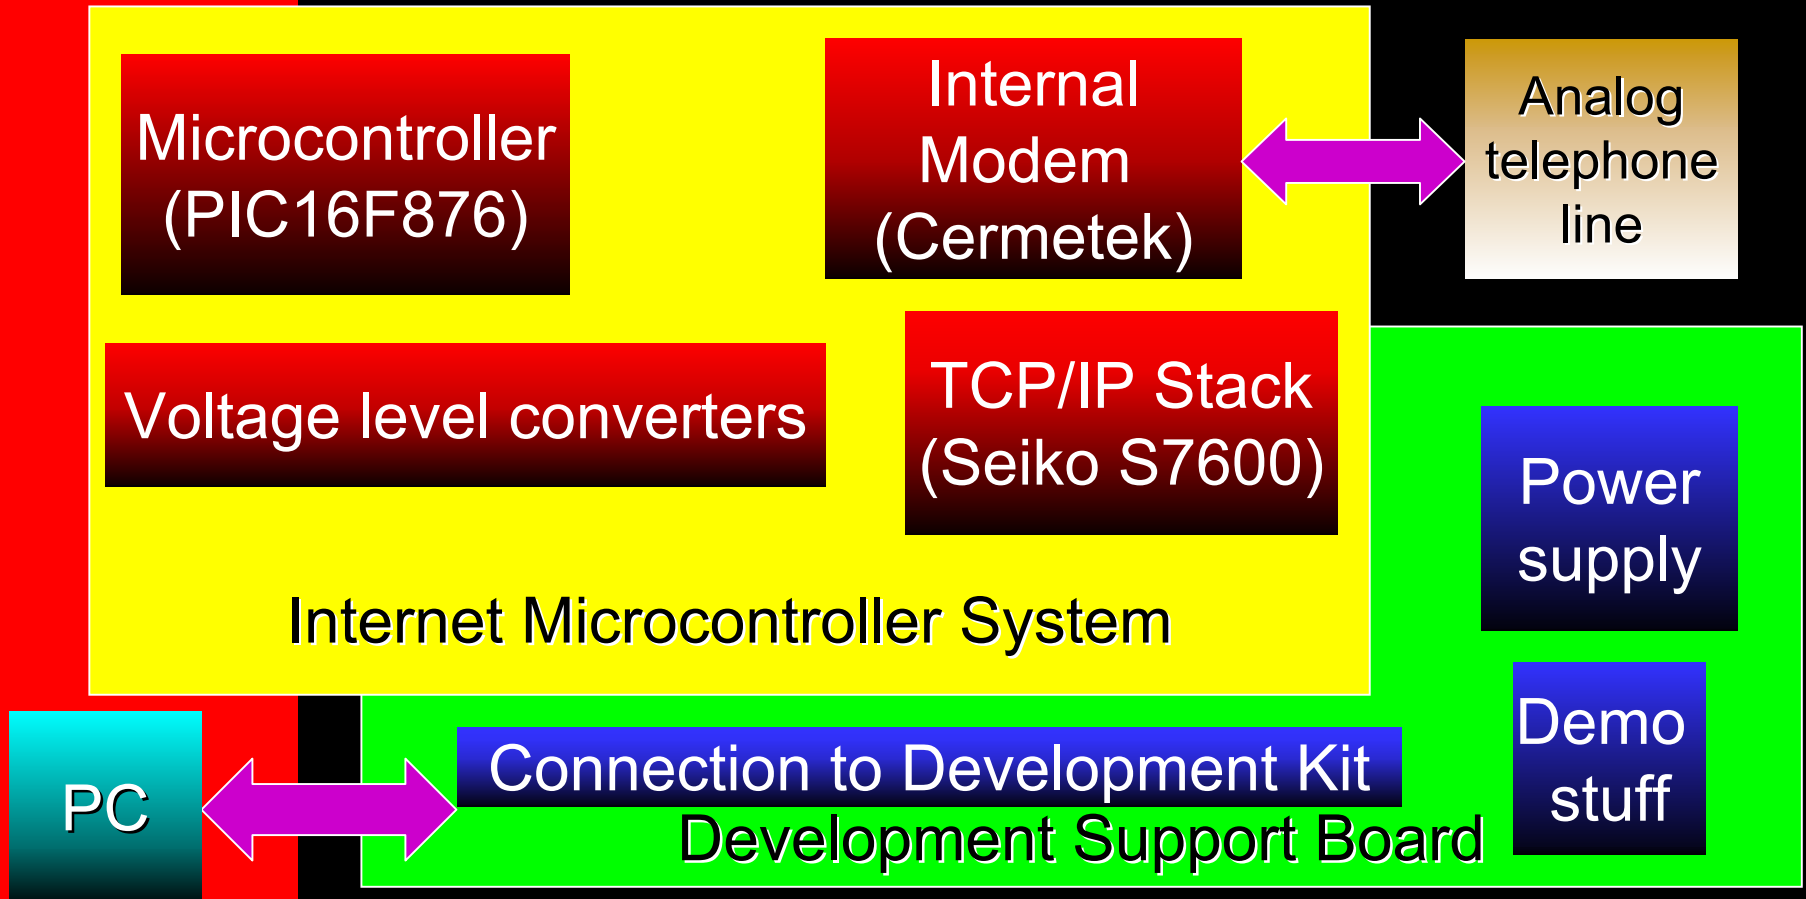 Microcontroller
(PIC16F876)
Internal
Modem
(Cermetek)
Analog
telephone
line
Voltage level converters
TCP/IP Stack
(Seiko S7600)
Power
supply
Internet Microcontroller System
Demo
stuff
PC
Connection to Development Kit
Development Support Board